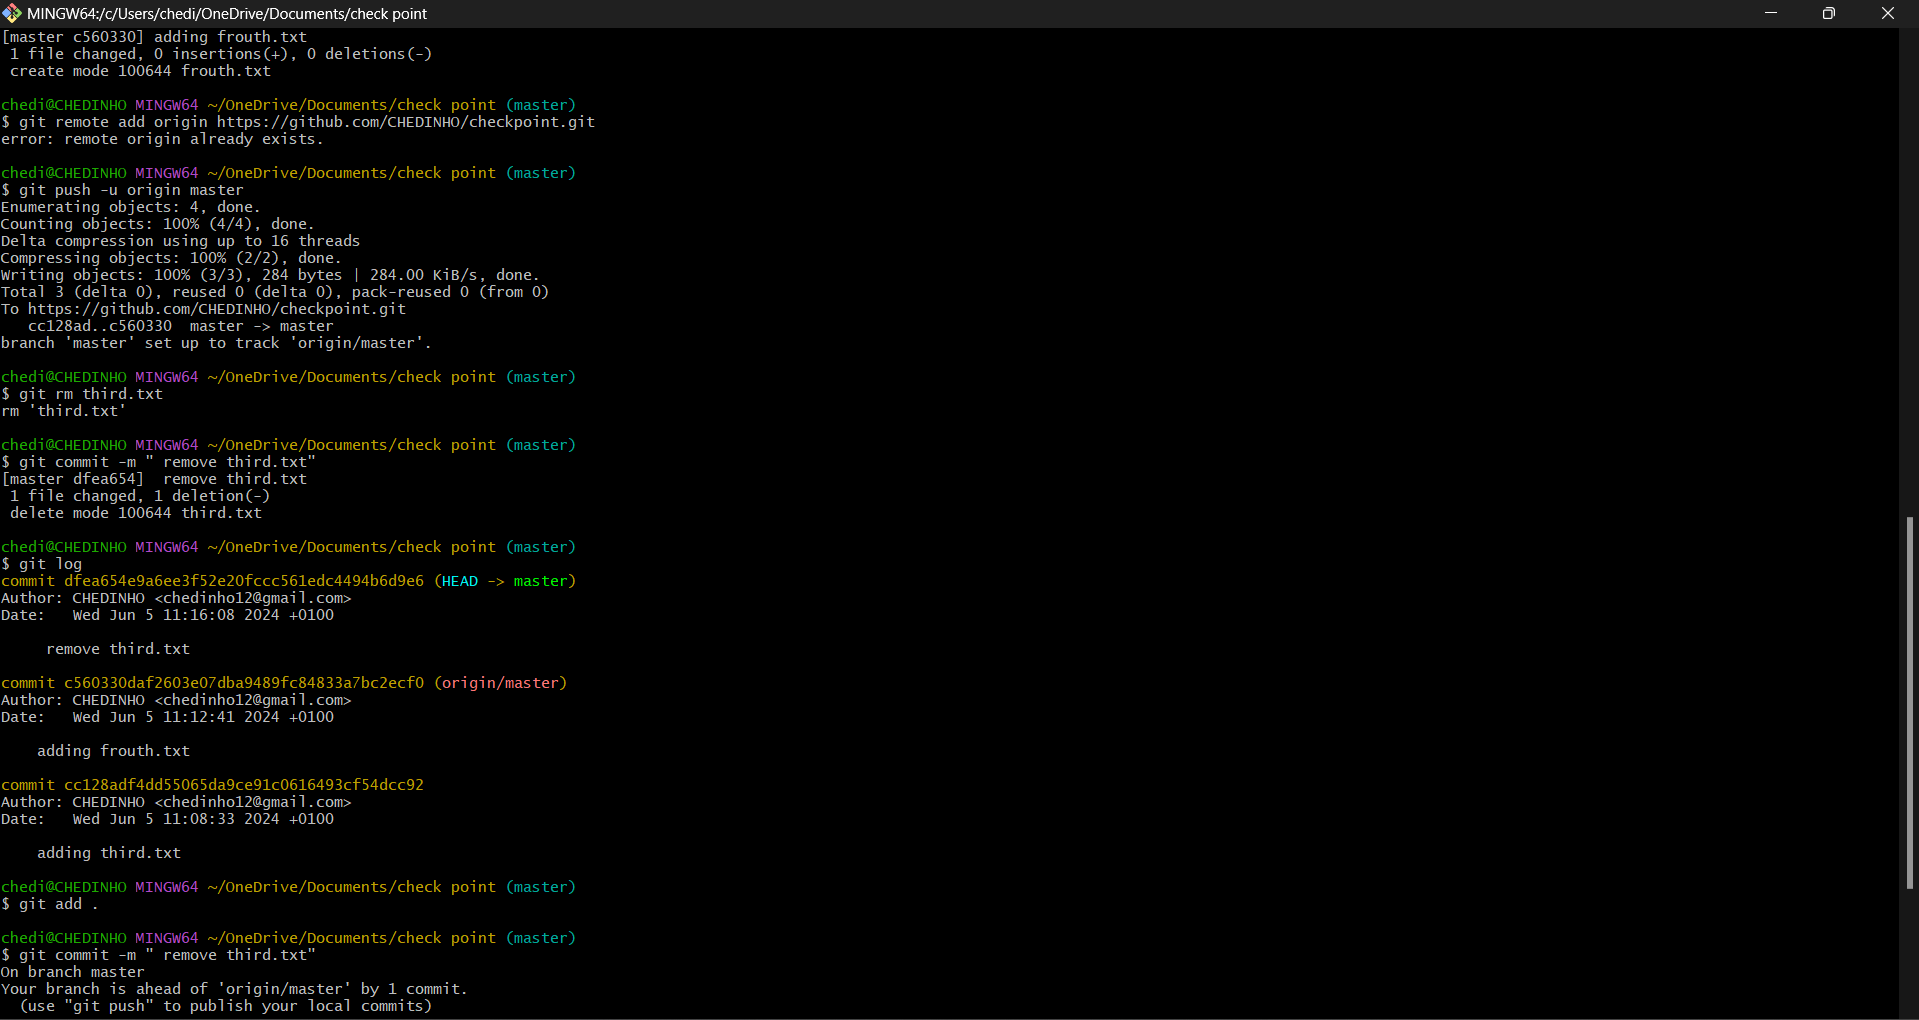 MINGW64:/c/Users/chedi/OneDrive/Documents/check point
[master c560330] adding frouth.txt
 1 file changed, 0 insertions(+), 0 deletions(-)
 create mode 100644 frouth.txt
chedi@CHEDINHO MINGW64 ~/OneDrive/Documents/check point (master)
$ git remote add origin https://github.com/CHEDINHO/checkpoint.git
error: remote origin already exists.
chedi@CHEDINHO MINGW64 ~/OneDrive/Documents/check point (master)
$ git push -u origin master
Enumerating objects: 4, done.
Counting objects: 100% (4/4), done.
Delta compression using up to 16 threads
Compressing objects: 100% (2/2), done.
Writing objects: 100% (3/3), 284 bytes | 284.00 KiB/s, done.
Total 3 (delta 0), reused 0 (delta 0), pack-reused 0 (from 0)
To https://github.com/CHEDINHO/checkpoint.git
   cc128ad..c560330  master -> master
branch 'master' set up to track 'origin/master'.
chedi@CHEDINHO MINGW64 ~/OneDrive/Documents/check point (master)
$ git rm third.txt
rm 'third.txt'
chedi@CHEDINHO MINGW64 ~/OneDrive/Documents/check point (master)
$ git commit -m " remove third.txt"
[master dfea654]  remove third.txt
 1 file changed, 1 deletion(-)
 delete mode 100644 third.txt
chedi@CHEDINHO MINGW64 ~/OneDrive/Documents/check point (master)
$ git log
commit dfea654e9a6ee3f52e20fccc561edc4494b6d9e6 (HEAD -> master)
Author: CHEDINHO <chedinho12@gmail.com>
Date:   Wed Jun 5 11:16:08 2024 +0100
     remove third.txt
commit c560330daf2603e07dba9489fc84833a7bc2ecf0 (origin/master)
Author: CHEDINHO <chedinho12@gmail.com>
Date:   Wed Jun 5 11:12:41 2024 +0100
    adding frouth.txt
commit cc128adf4dd55065da9ce91c0616493cf54dcc92
Author: CHEDINHO <chedinho12@gmail.com>
Date:   Wed Jun 5 11:08:33 2024 +0100
    adding third.txt
chedi@CHEDINHO MINGW64 ~/OneDrive/Documents/check point (master)
$ git add .
chedi@CHEDINHO MINGW64 ~/OneDrive/Documents/check point (master)
$ git commit -m " remove third.txt"
On branch master
Your branch is ahead of 'origin/master' by 1 commit.
  (use "git push" to publish your local commits)